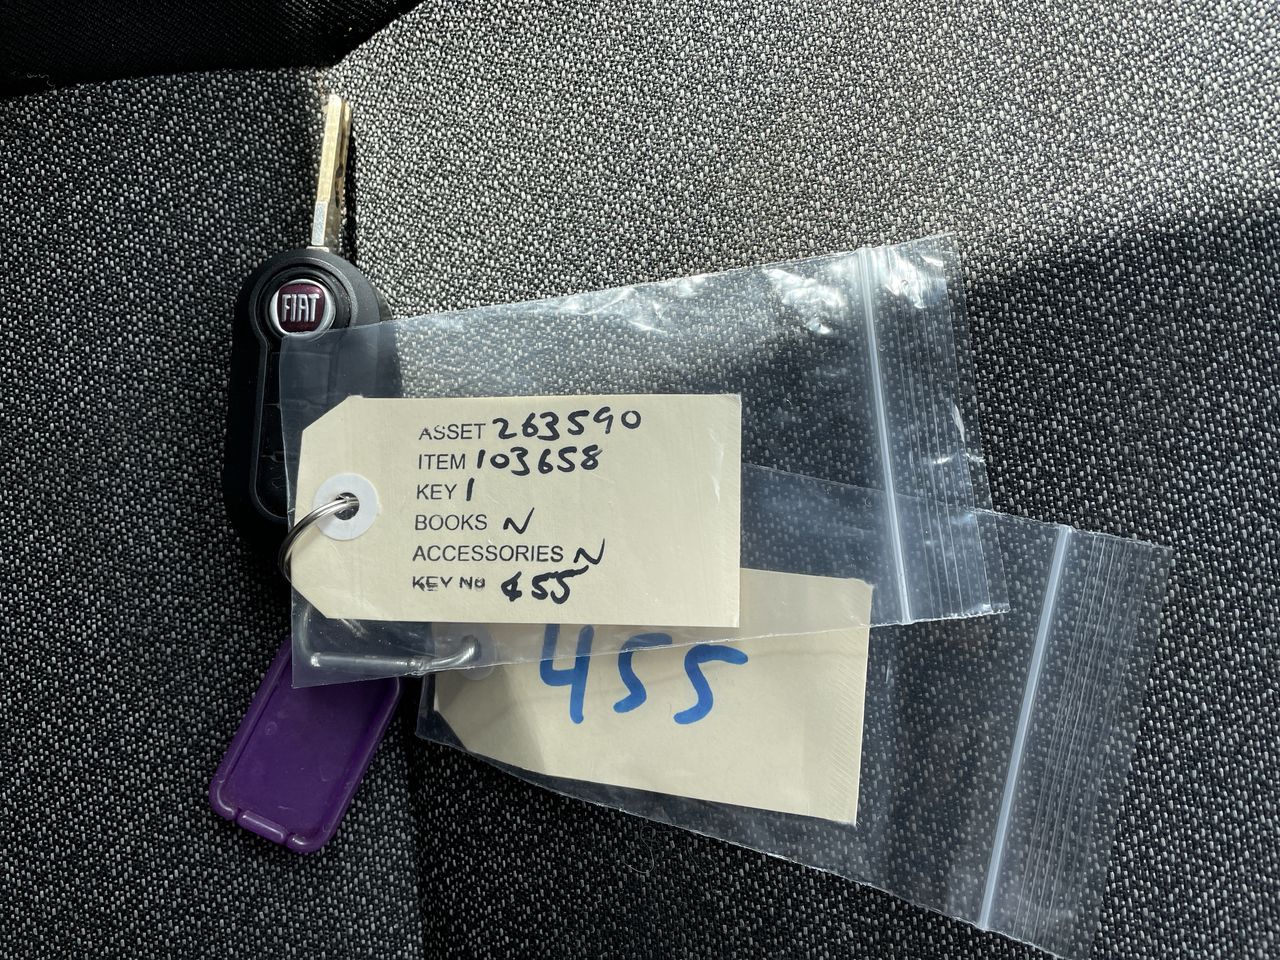 FIAT
ASSET 263590
ITEM 103658
KEY 1
BOOKS N
ACCESSORIES N
KEY No 455
455